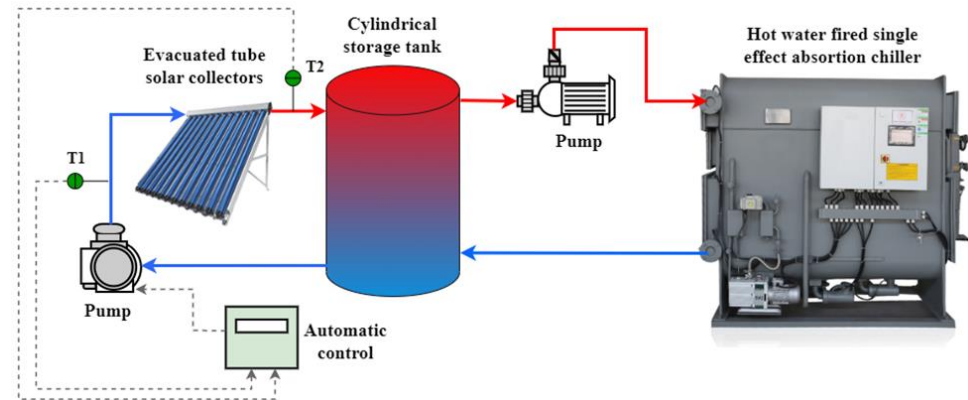 Cylindrical
storage tank
Evacuated tube
solar collectors
T2
Hot water fired single
effect absortion chiller
T1
Pump
Pump
Automatic
control